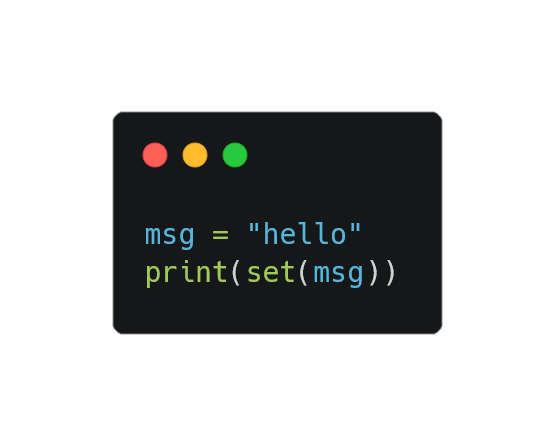 msg = "hello"
print(set(msg))